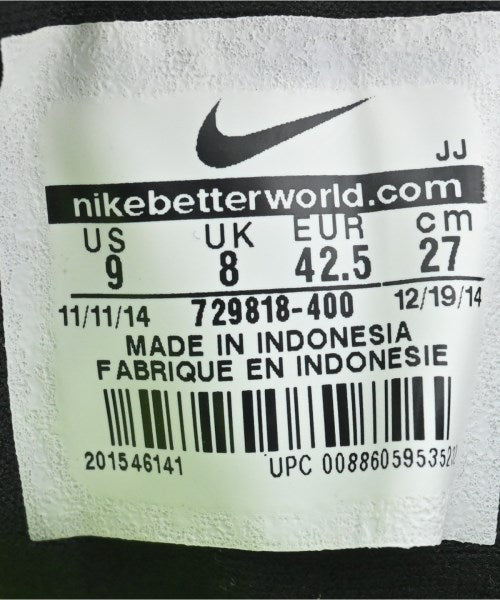 JJ
nikebetterworld.com
US UK EUR cm
9 8 42.5 27
11/11/14 729818-400 12/19/14
MADE IN INDONESIA
FABRIQUE EN INDONESIE
201546141 UPC